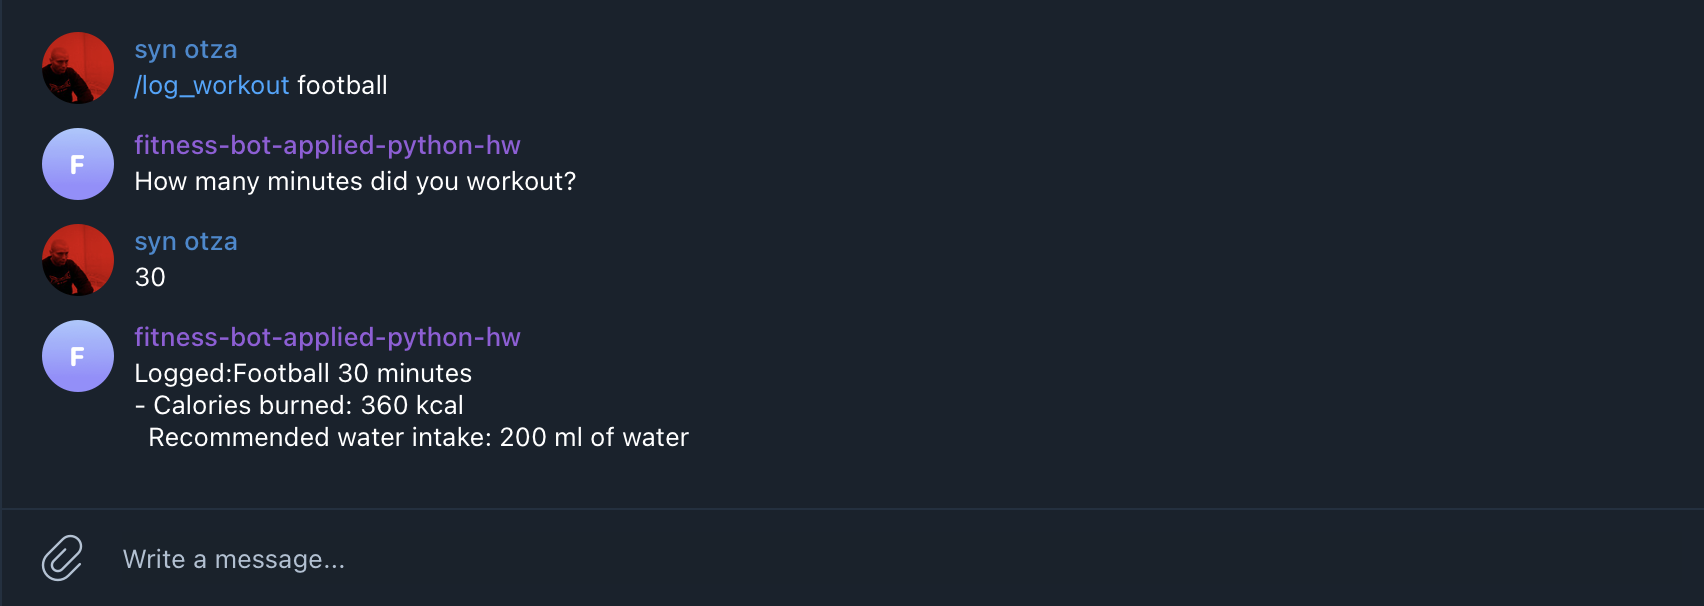 syn otza
/log_workout football
fitness-bot-applied-python-hw
F
How many minutes did you workout?
syn otza
30
fitness-bot-applied-python-hw
F
Logged:Football 30 minutes
- Calories burned: 360 kcal
Recommended water intake: 200 ml of water
Write a message...